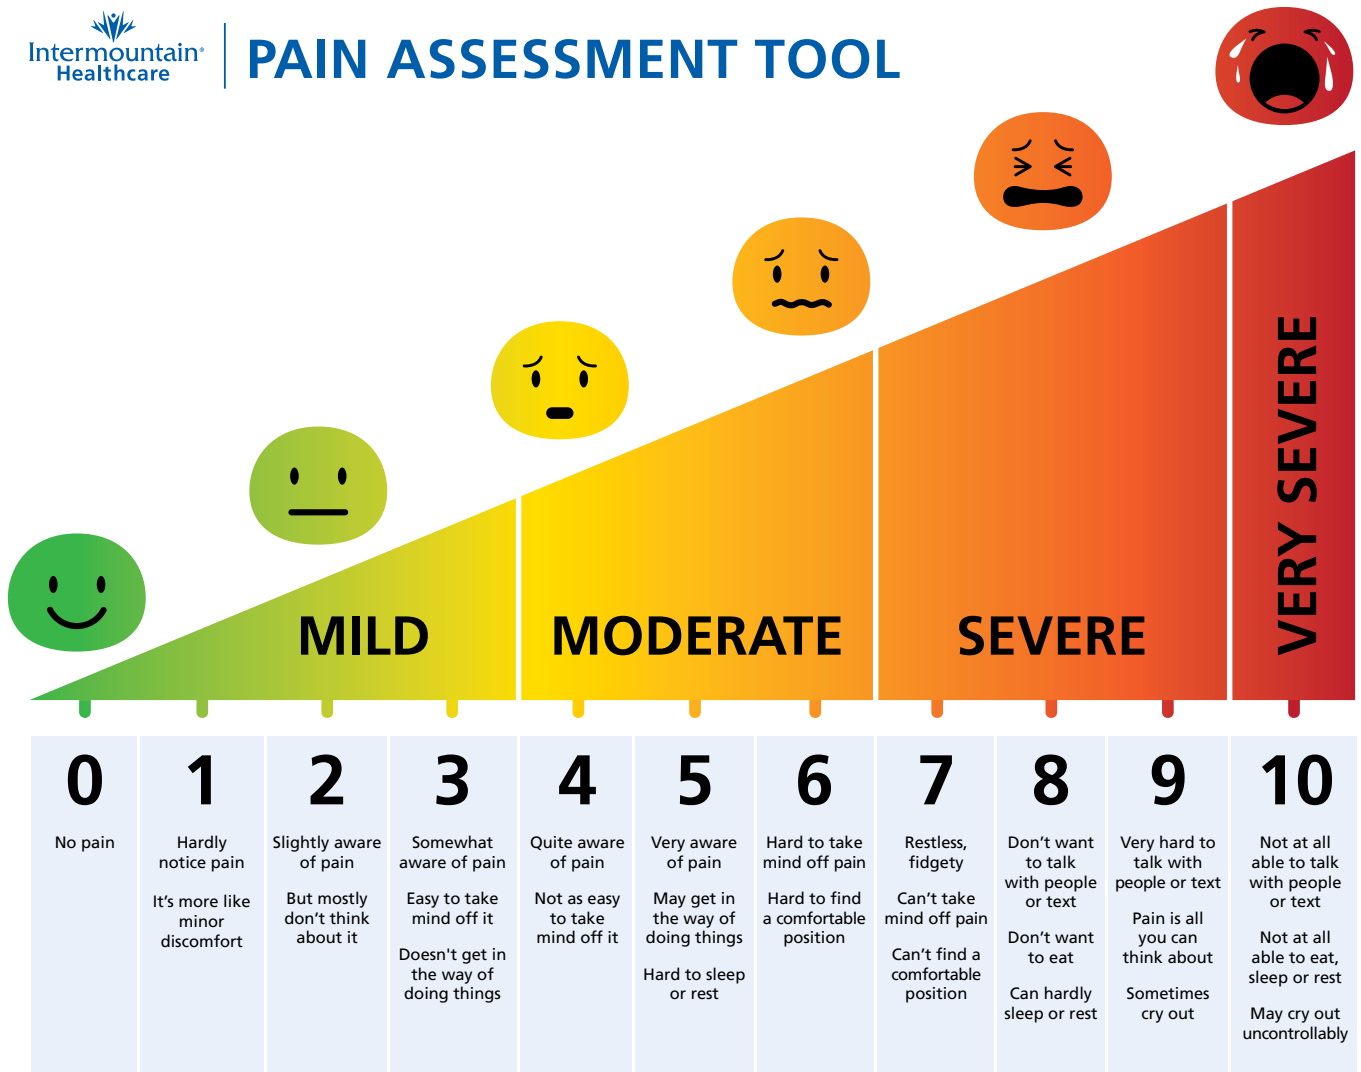 Intermountain®
Healthcare
PAIN ASSESSMENT TOOL
MILD
MODERATE
SEVERE
VERY SEVERE
0
No pain
1
Hardly
notice pain
It’s more like
minor
discomfort
2
Slightly aware
of pain
But mostly
don’t think
about it
3
Somewhat
aware of pain
Easy to take
mind off it
Doesn't get in
the way of
doing things
4
Quite aware
of pain
Not as easy
to take
mind off it
5
Very aware
of pain
May get in
the way of
doing things
Hard to sleep
or rest
6
Hard to take
mind off pain
Hard to find
a comfortable
position
7
Restless,
fidgety
Can’t take
mind off pain
Can’t find a
comfortable
position
8
Don’t want
to talk
with people
or text
Don’t want
to eat
Can hardly
sleep or rest
9
Very hard to
talk with
people or text
Pain is all
you can
think about
Sometimes
cry out
10
Not at all
able to talk
with people
or text
Not at all
able to eat,
sleep or rest
May cry out
uncontrollably